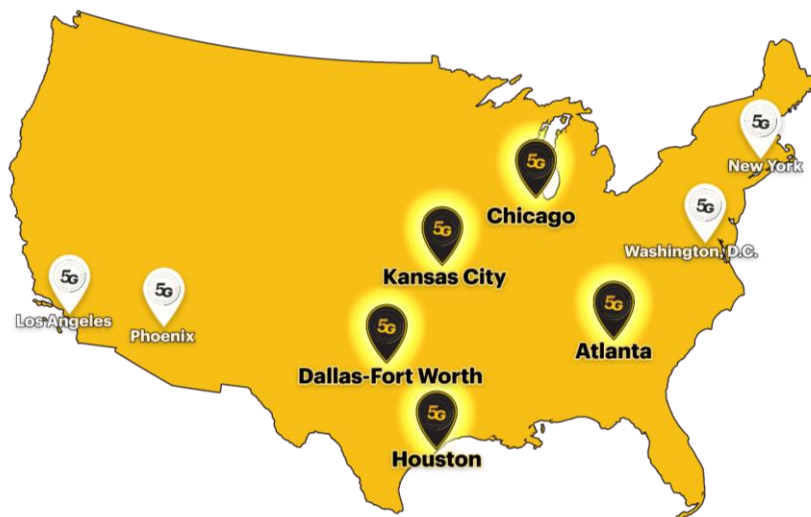 5G
New York
5G
Chicago
5G
Washington, D.C.
5G
Kansas City
5G
Los Angeles
5G
Phoenix
5G
Atlanta
5G
Dallas-Fort Worth
5G
Houston